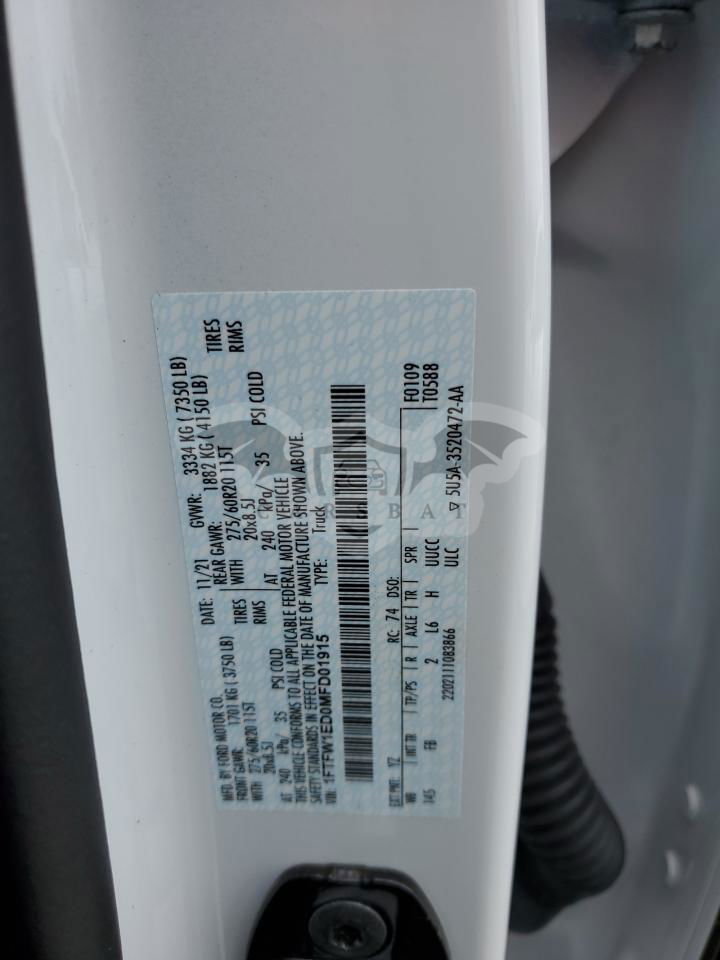 MFD. BY FORD MOTOR CO.
DATE: 11/21
GVWR: 3334 KG ( 7350 LB)
FRONT GAWR: 1701 KG ( 3750 LB)
REAR GAWR: 1882 KG ( 4150 LB)
WITH 275/60R20 115T TIRES
WITH 275/60R20 115T TIRES
20x8.5J RIMS
20x8.5J RIMS
AT 240 kPa/ 35 PSI COLD
AT 240 kPa/ 35 PSI COLD
THIS VEHICLE CONFORMS TO ALL APPLICABLE FEDERAL MOTOR VEHICLE
SAFETY STANDARDS IN EFFECT ON THE DATE OF MANUFACTURE SHOWN ABOVE.
VIN: 1FTFW1ED0MFD01915
TYPE: Truck
EXT PNT: YZ RC: 74 DSO: F0109
T0588
WB INT TR TP/PS R AXLE TR SPR
145 FB 2 L6 H UUCC
ULC
2202111083866
5U5A-3520472-AA